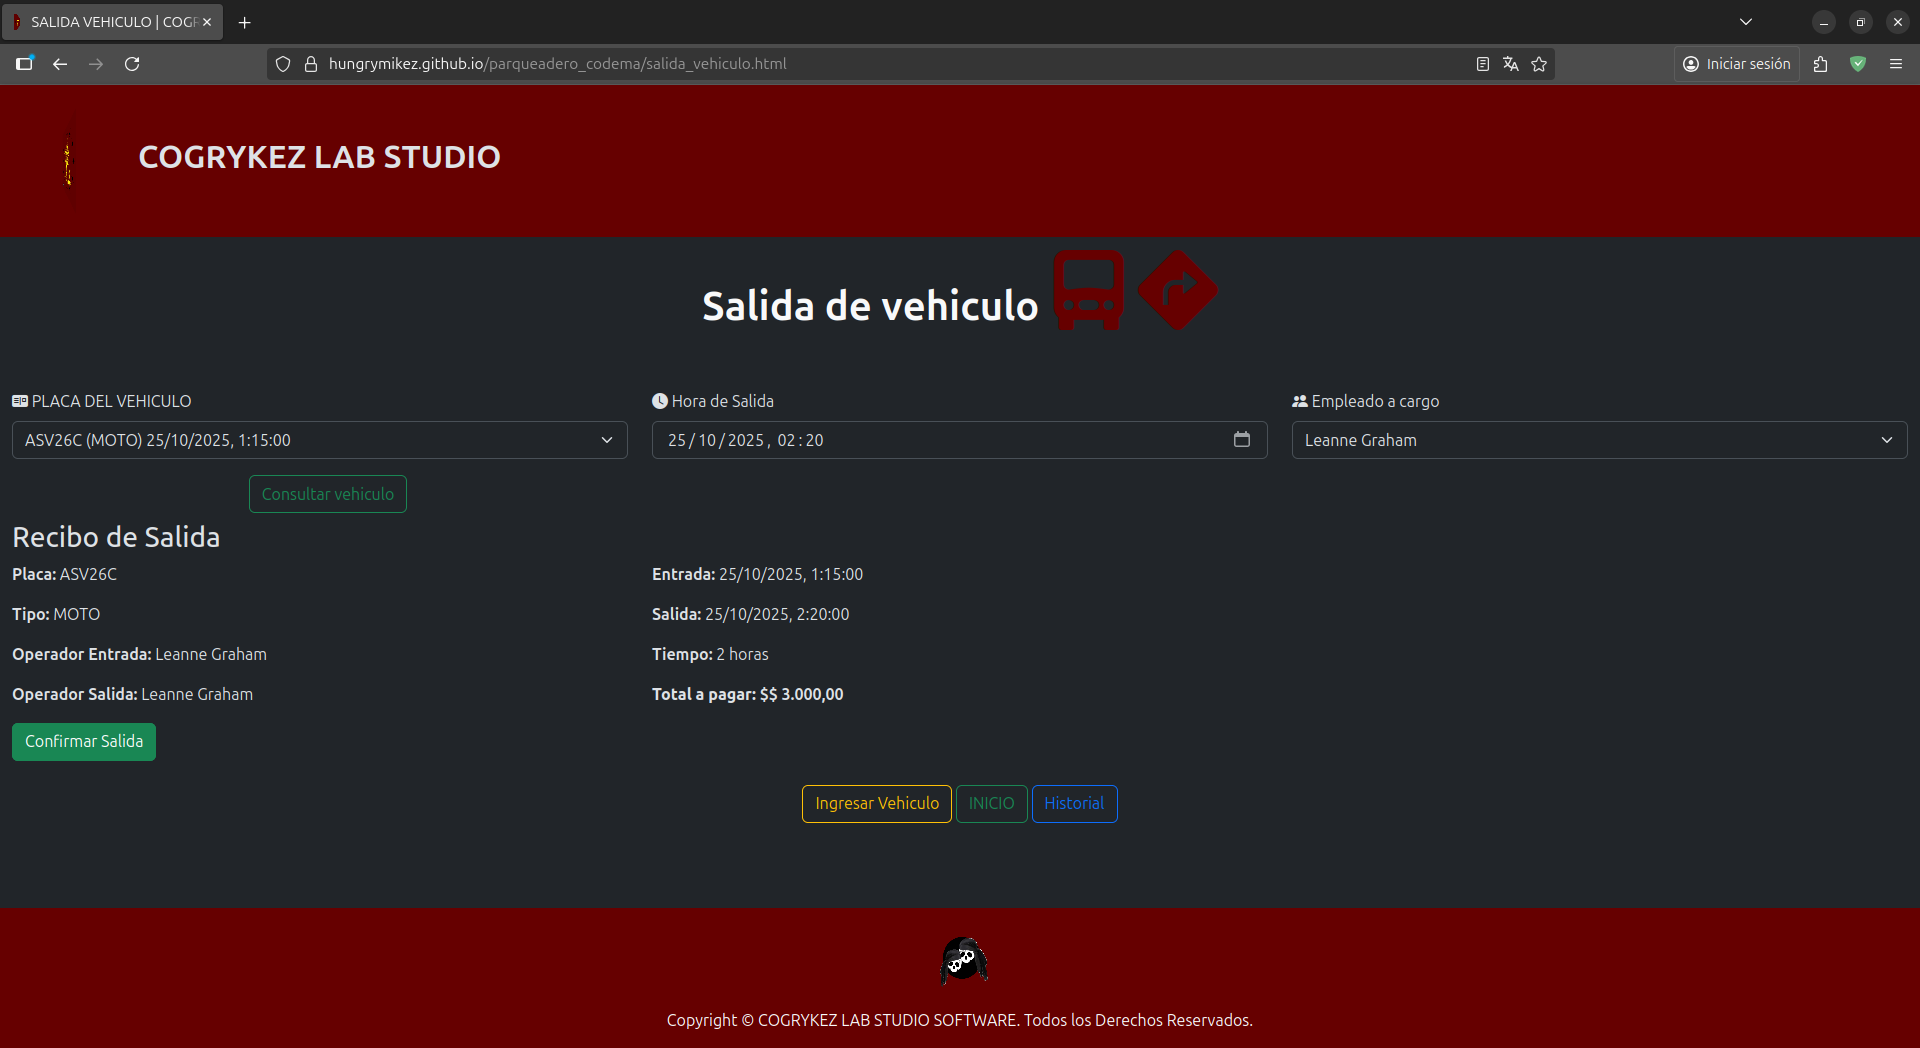 SALIDA VEHICULO | COGR
hungrymikez.github.io/parqueadero_codema/salida_vehiculo.html
Iniciar sesión
COGRYKEZ LAB STUDIO
Salida de vehiculo
PLACA DEL VEHICULO
ASV26C (MOTO) 25/10/2025, 1:15:00
Hora de Salida
25/10/2025, 02:20
Empleado a cargo
Leanne Graham
Consultar vehiculo
Recibo de Salida
Placa: ASV26C
Tipo: MOTO
Operador Entrada: Leanne Graham
Operador Salida: Leanne Graham
Entrada: 25/10/2025, 1:15:00
Salida: 25/10/2025, 2:20:00
Tiempo: 2 horas
Total a pagar: $$ 3.000,00
Confirmar Salida
Ingresar Vehiculo
INICIO
Historial
Copyright © COGRYKEZ LAB STUDIO SOFTWARE. Todos los Derechos Reservados.